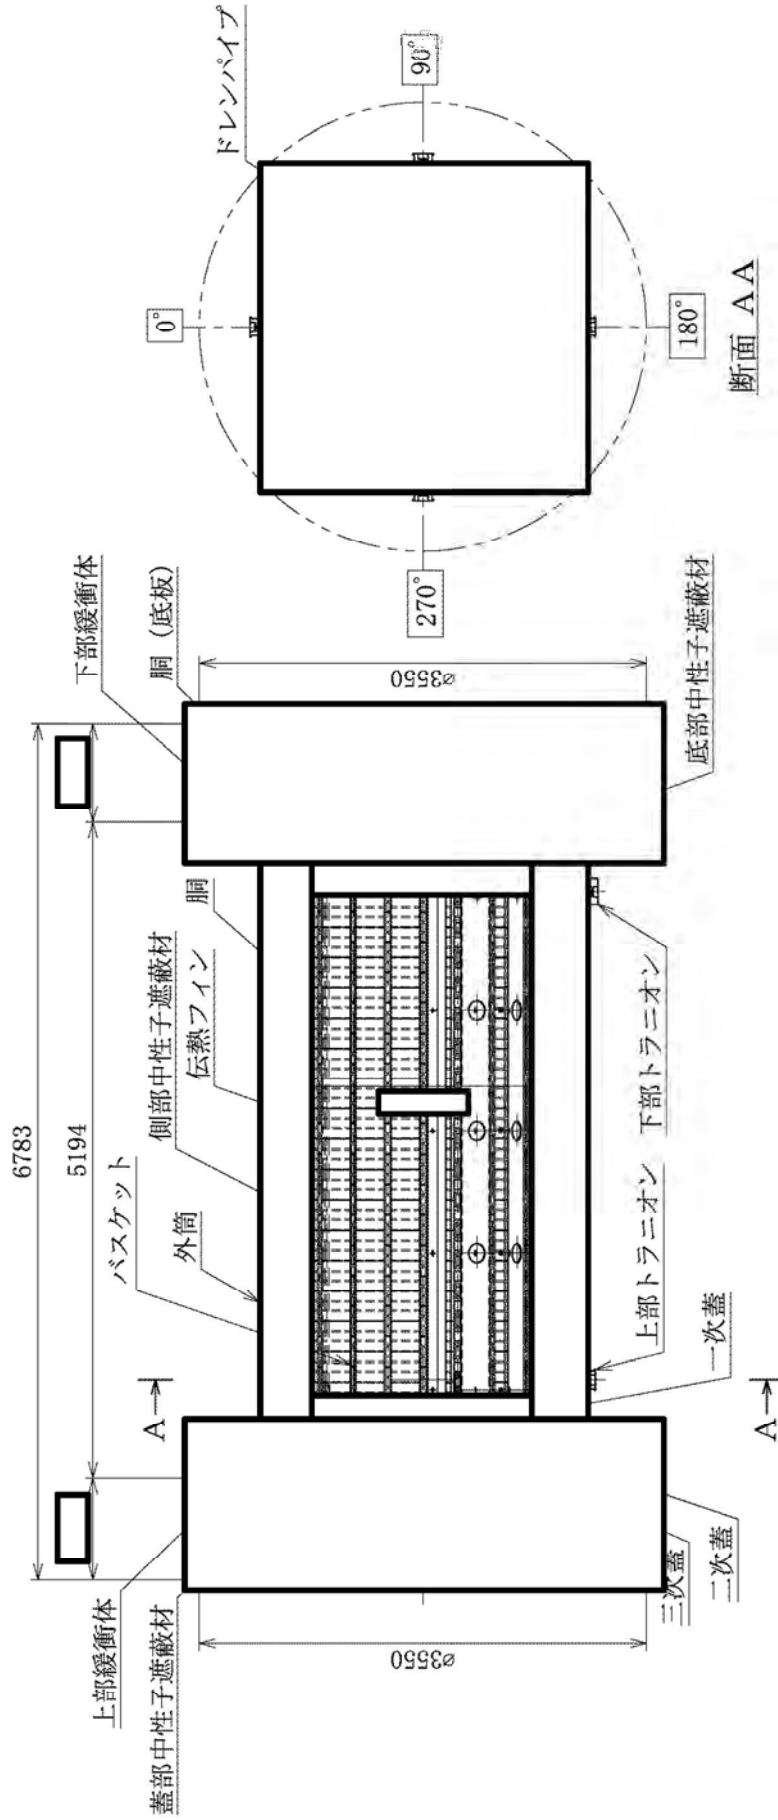 6783
5194
上部緩衝体
蓋部中性子遮蔽材
バスケット
外筒
側部中性子遮蔽材
伝熱フィン
胴
下部緩衝体
胴（底板）
ø3550
ø3550
A
A
三次蓋
二次蓋
一次蓋
上部トラニオン
下部トラニオン
底部中性子遮蔽材
ドレンパイプ
0°
90°
180°
270°
断面 AA